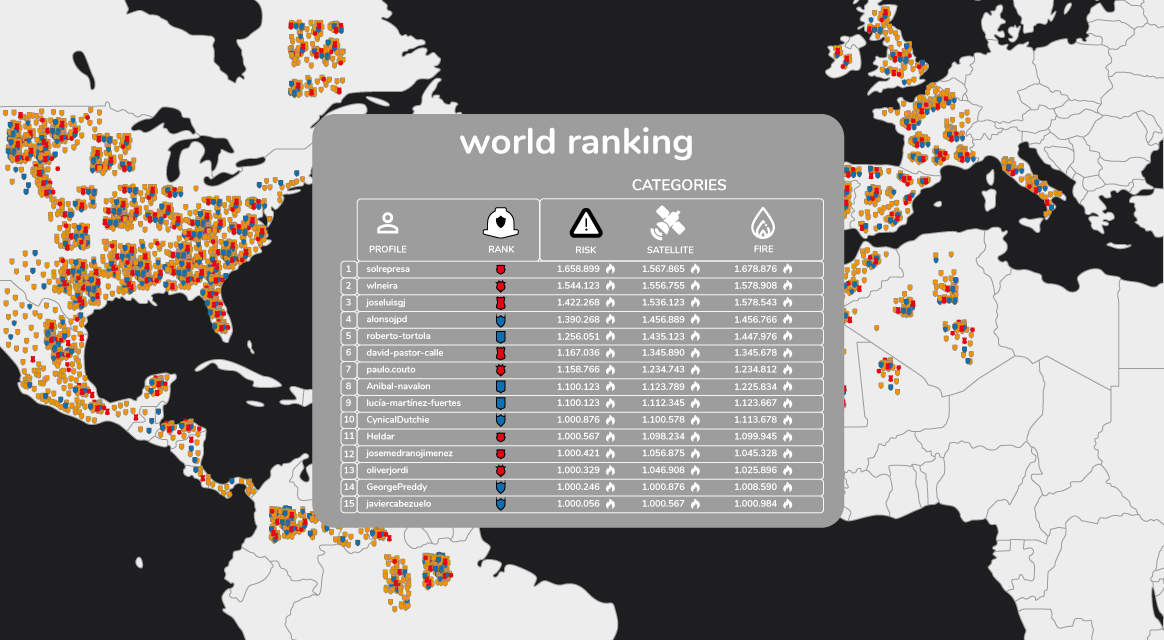 world ranking
CATEGORIES
PROFILE RANK RISK SATELLITE FIRE
1 solrepresa 1.658.899 1.567.865 1.678.876
2 wlneira 1.544.123 1.556.755 1.578.908
3 joseluisgj 1.422.268 1.536.123 1.578.543
4 alonsojpd 1.390.268 1.456.889 1.456.766
5 roberto-tortola 1.256.051 1.435.123 1.447.976
6 david-pastor-calle 1.167.036 1.345.890 1.345.678
7 paulo.couto 1.158.766 1.234.743 1.234.812
8 Anibal-navalon 1.100.123 1.123.789 1.225.834
9 lucía-martínez-fuertes 1.100.123 1.112.345 1.123.667
10 CynicalDutchie 1.000.876 1.100.578 1.113.678
11 Heldar 1.000.567 1.098.234 1.099.945
12 josemedranojimenez 1.000.421 1.056.875 1.045.328
13 oliverjordi 1.000.329 1.046.908 1.025.896
14 GeorgePreddy 1.000.246 1.000.876 1.008.590
15 javiercabezuelo 1.000.056 1.000.567 1.000.984